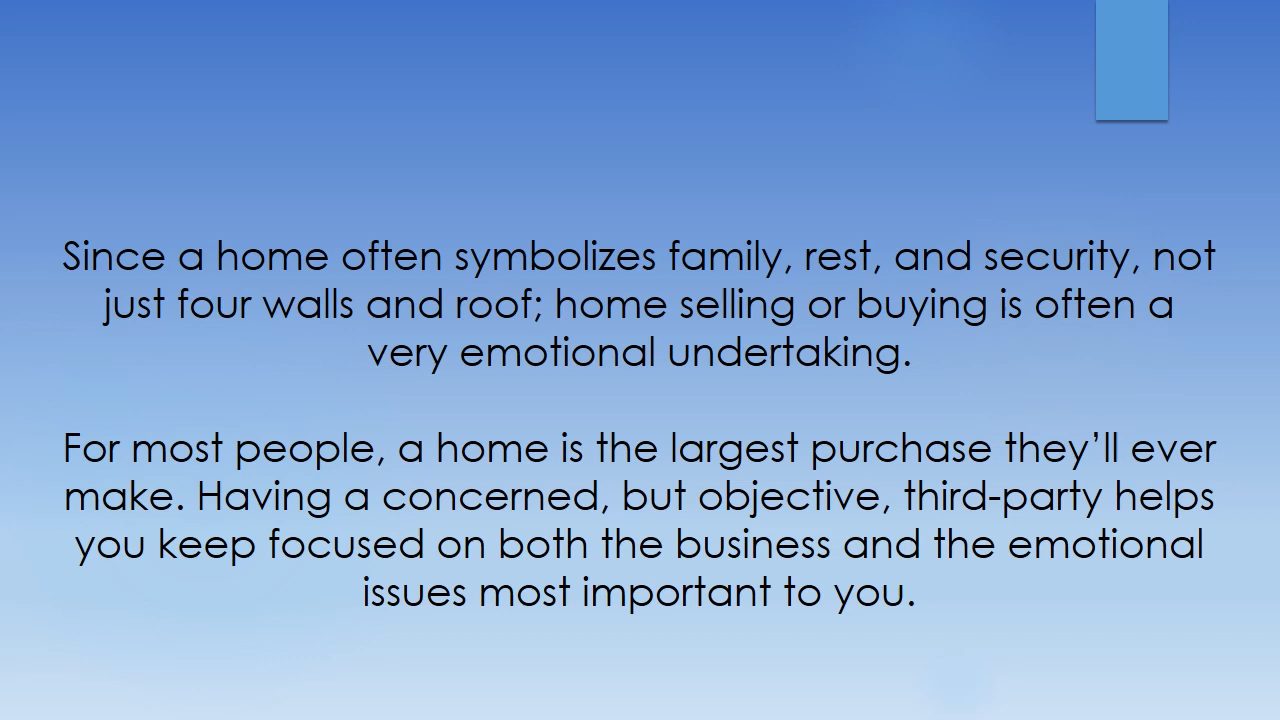 Since a home often symbolizes family, rest, and security, not
just four walls and roof; home selling or buying is often a
very emotional undertaking.
For most people, a home is the largest purchase they’ll ever
make. Having a concerned, but objective, third-party helps
you keep focused on both the business and the emotional
issues most important to you.